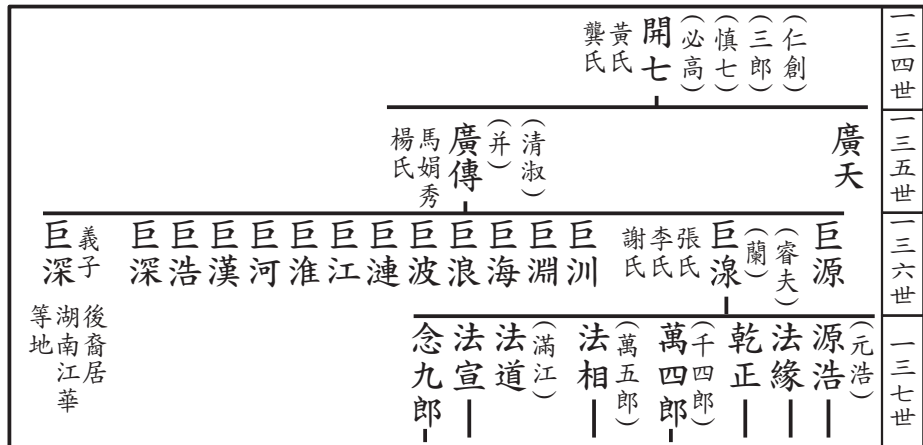 一三四世
（仁創）
（三郎）
（慎七）
（必高）
開七
黃氏
龔氏
一三五世
廣天
（清淑）
（并）
廣傳
馬娟秀
楊氏
一三六世
巨源
（睿夫）
（蘭）
巨湶
張氏
李氏
謝氏
巨汌
巨淵
巨海
巨浪
巨波
巨漣
巨江
巨淮
巨河
巨漢
巨浩
巨深
義子
巨深
後裔居
湖南江華
等地
一三七世
（元浩）
源浩
法緣
乾正
（千四郎）
萬四郎
（萬五郎）
法相
（滿江）
法道
法宣
念九郎